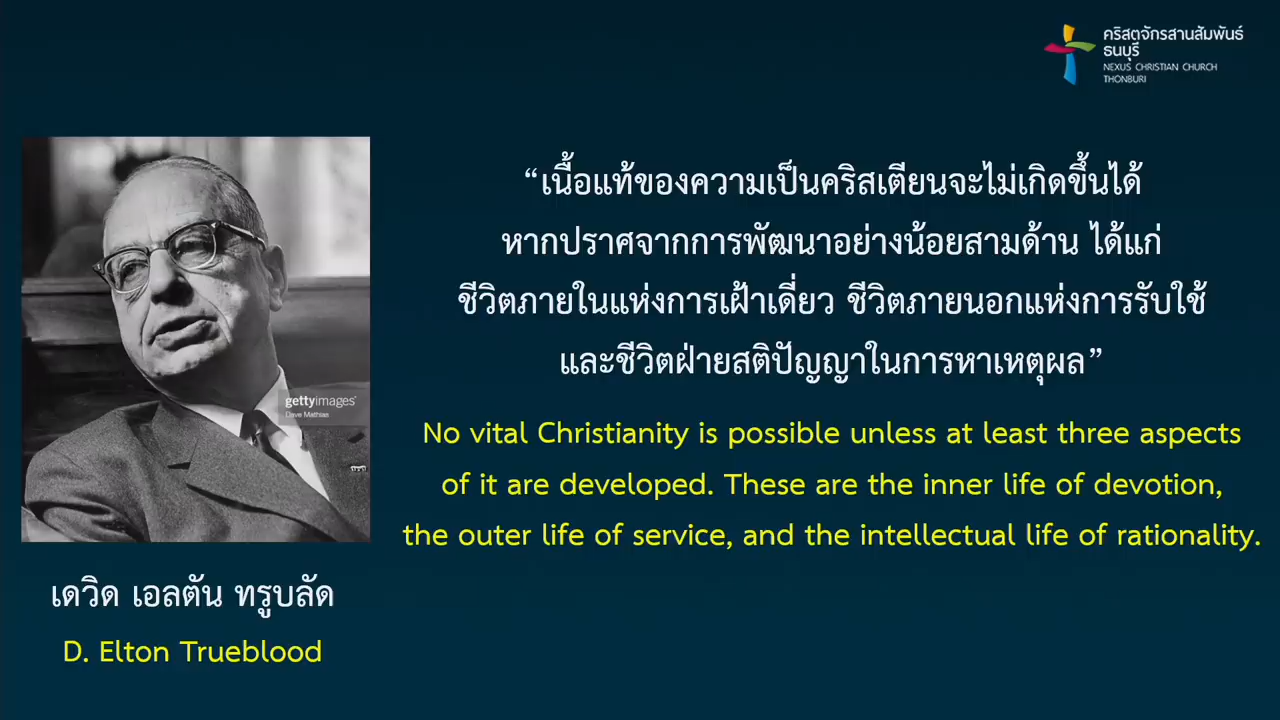 คริสตจักรสานสัมพันธ์
ธนบุรี
NEXUS CHRISTIAN CHURCH
THONBURI
“เนื้อแท้ของความเป็นคริสเตียนจะไม่เกิดขึ้นได้
หากปราศจากการพัฒนาอย่างน้อยสามด้าน ได้แก่
ชีวิตภายในแห่งการเฝ้าเดี่ยว ชีวิตภายนอกแห่งการรับใช้
และชีวิตฝ่ายสติปัญญาในการหาเหตุผล”
No vital Christianity is possible unless at least three aspects
of it are developed. These are the inner life of devotion,
the outer life of service, and the intellectual life of rationality.
gettyimages
Dave Mathias
เดวิด เอลตัน ทรูบลัด
D. Elton Trueblood